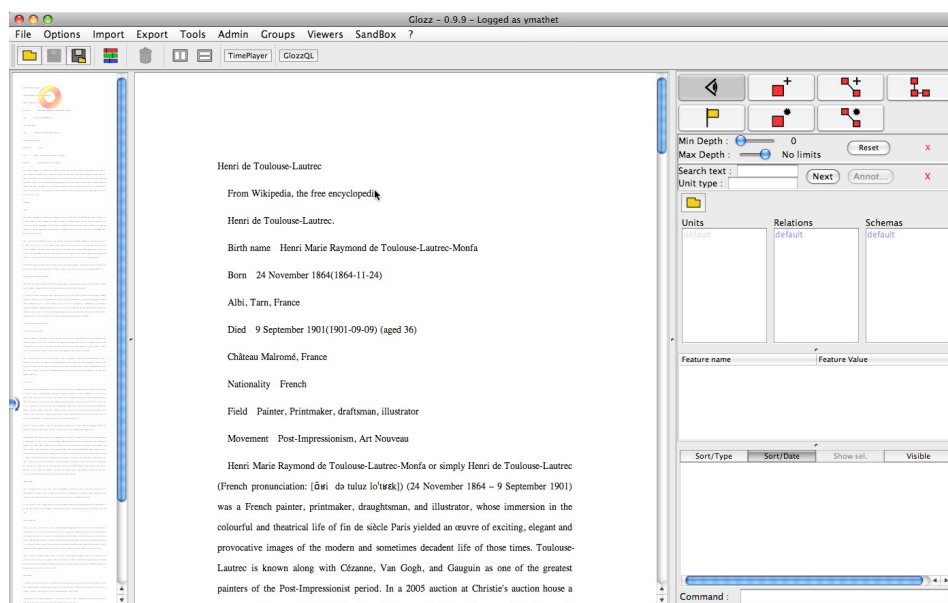 Glozz – 0.9.9 – Logged as ymathet
File Options Import Export Tools Admin Groups Viewers SandBox ?
TimePlayer GlozzQL
Henri de Toulouse-Lautrec
From Wikipedia, the free encyclopedia
Henri de Toulouse-Lautrec.
Birth name Henri Marie Raymond de Toulouse-Lautrec-Monfa
Born 24 November 1864(1864-11-24)
Albi, Tarn, France
Died 9 September 1901(1901-09-09) (aged 36)
Château Malromé, France
Nationality French
Field Painter, Printmaker, draftsman, illustrator
Movement Post-Impressionism, Art Nouveau
Henri Marie Raymond de Toulouse-Lautrec-Monfa or simply Henri de Toulouse-Lautrec
(French pronunciation: [ɑ̃ʁi də tuluz lo'tʁɛk]) (24 November 1864 – 9 September 1901)
was a French painter, printmaker, draughtsman, and illustrator, whose immersion in the
colourful and theatrical life of fin de siècle Paris yielded an œuvre of exciting, elegant and
provocative images of the modern and sometimes decadent life of those times. Toulouse-
Lautrec is known along with Cézanne, Van Gogh, and Gauguin as one of the greatest
painters of the Post-Impressionist period. In a 2005 auction at Christie's auction house a
Min Depth : 0
Max Depth : No limits
Reset X
Search text :
Unit type :
Next Annot... X
Units Relations Schemas
default default default
Feature name Feature Value
Sort/Type Sort/Date Show sel. Visible
Command :